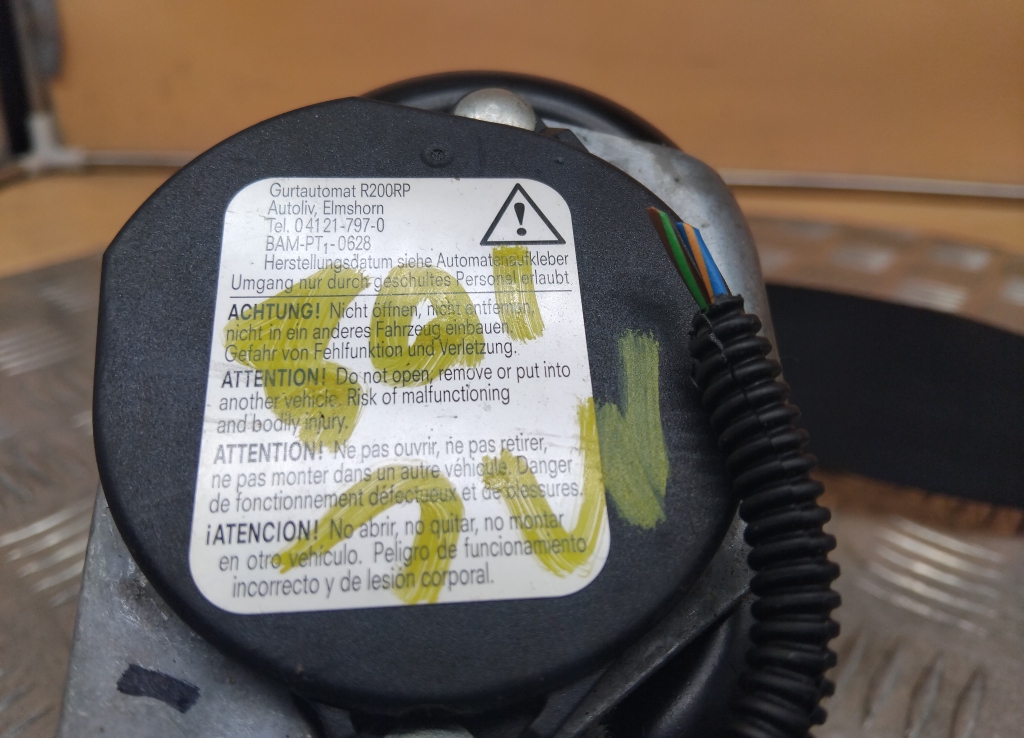 Gurtautomat R200RP
Autoliv, Elmshorn
Tel. 04121-797-0
BAM-PT₁-0628
Herstellungsdatum siehe Automatenaufkleber
Umgang nur durch geschultes Personal erlaubt
ACHTUNG! Nicht öffnen, nicht entfernen,
nicht in ein anderes Fahrzeug einbauen.
Gefahr von Fehlfunktion und Verletzung.
ATTENTION! Do not open, remove or put into
another vehicle. Risk of malfunctioning
and bodily injury.
ATTENTION! Ne pas ouvrir, ne pas retirer,
ne pas monter dans un autre véhicule. Danger
de fonctionnement défectueux et de blessures.
¡ATENCION! No abrir, no quitar, no montar
en otro vehículo. Peligro de funcionamiento
incorrecto y de lesión corporal.